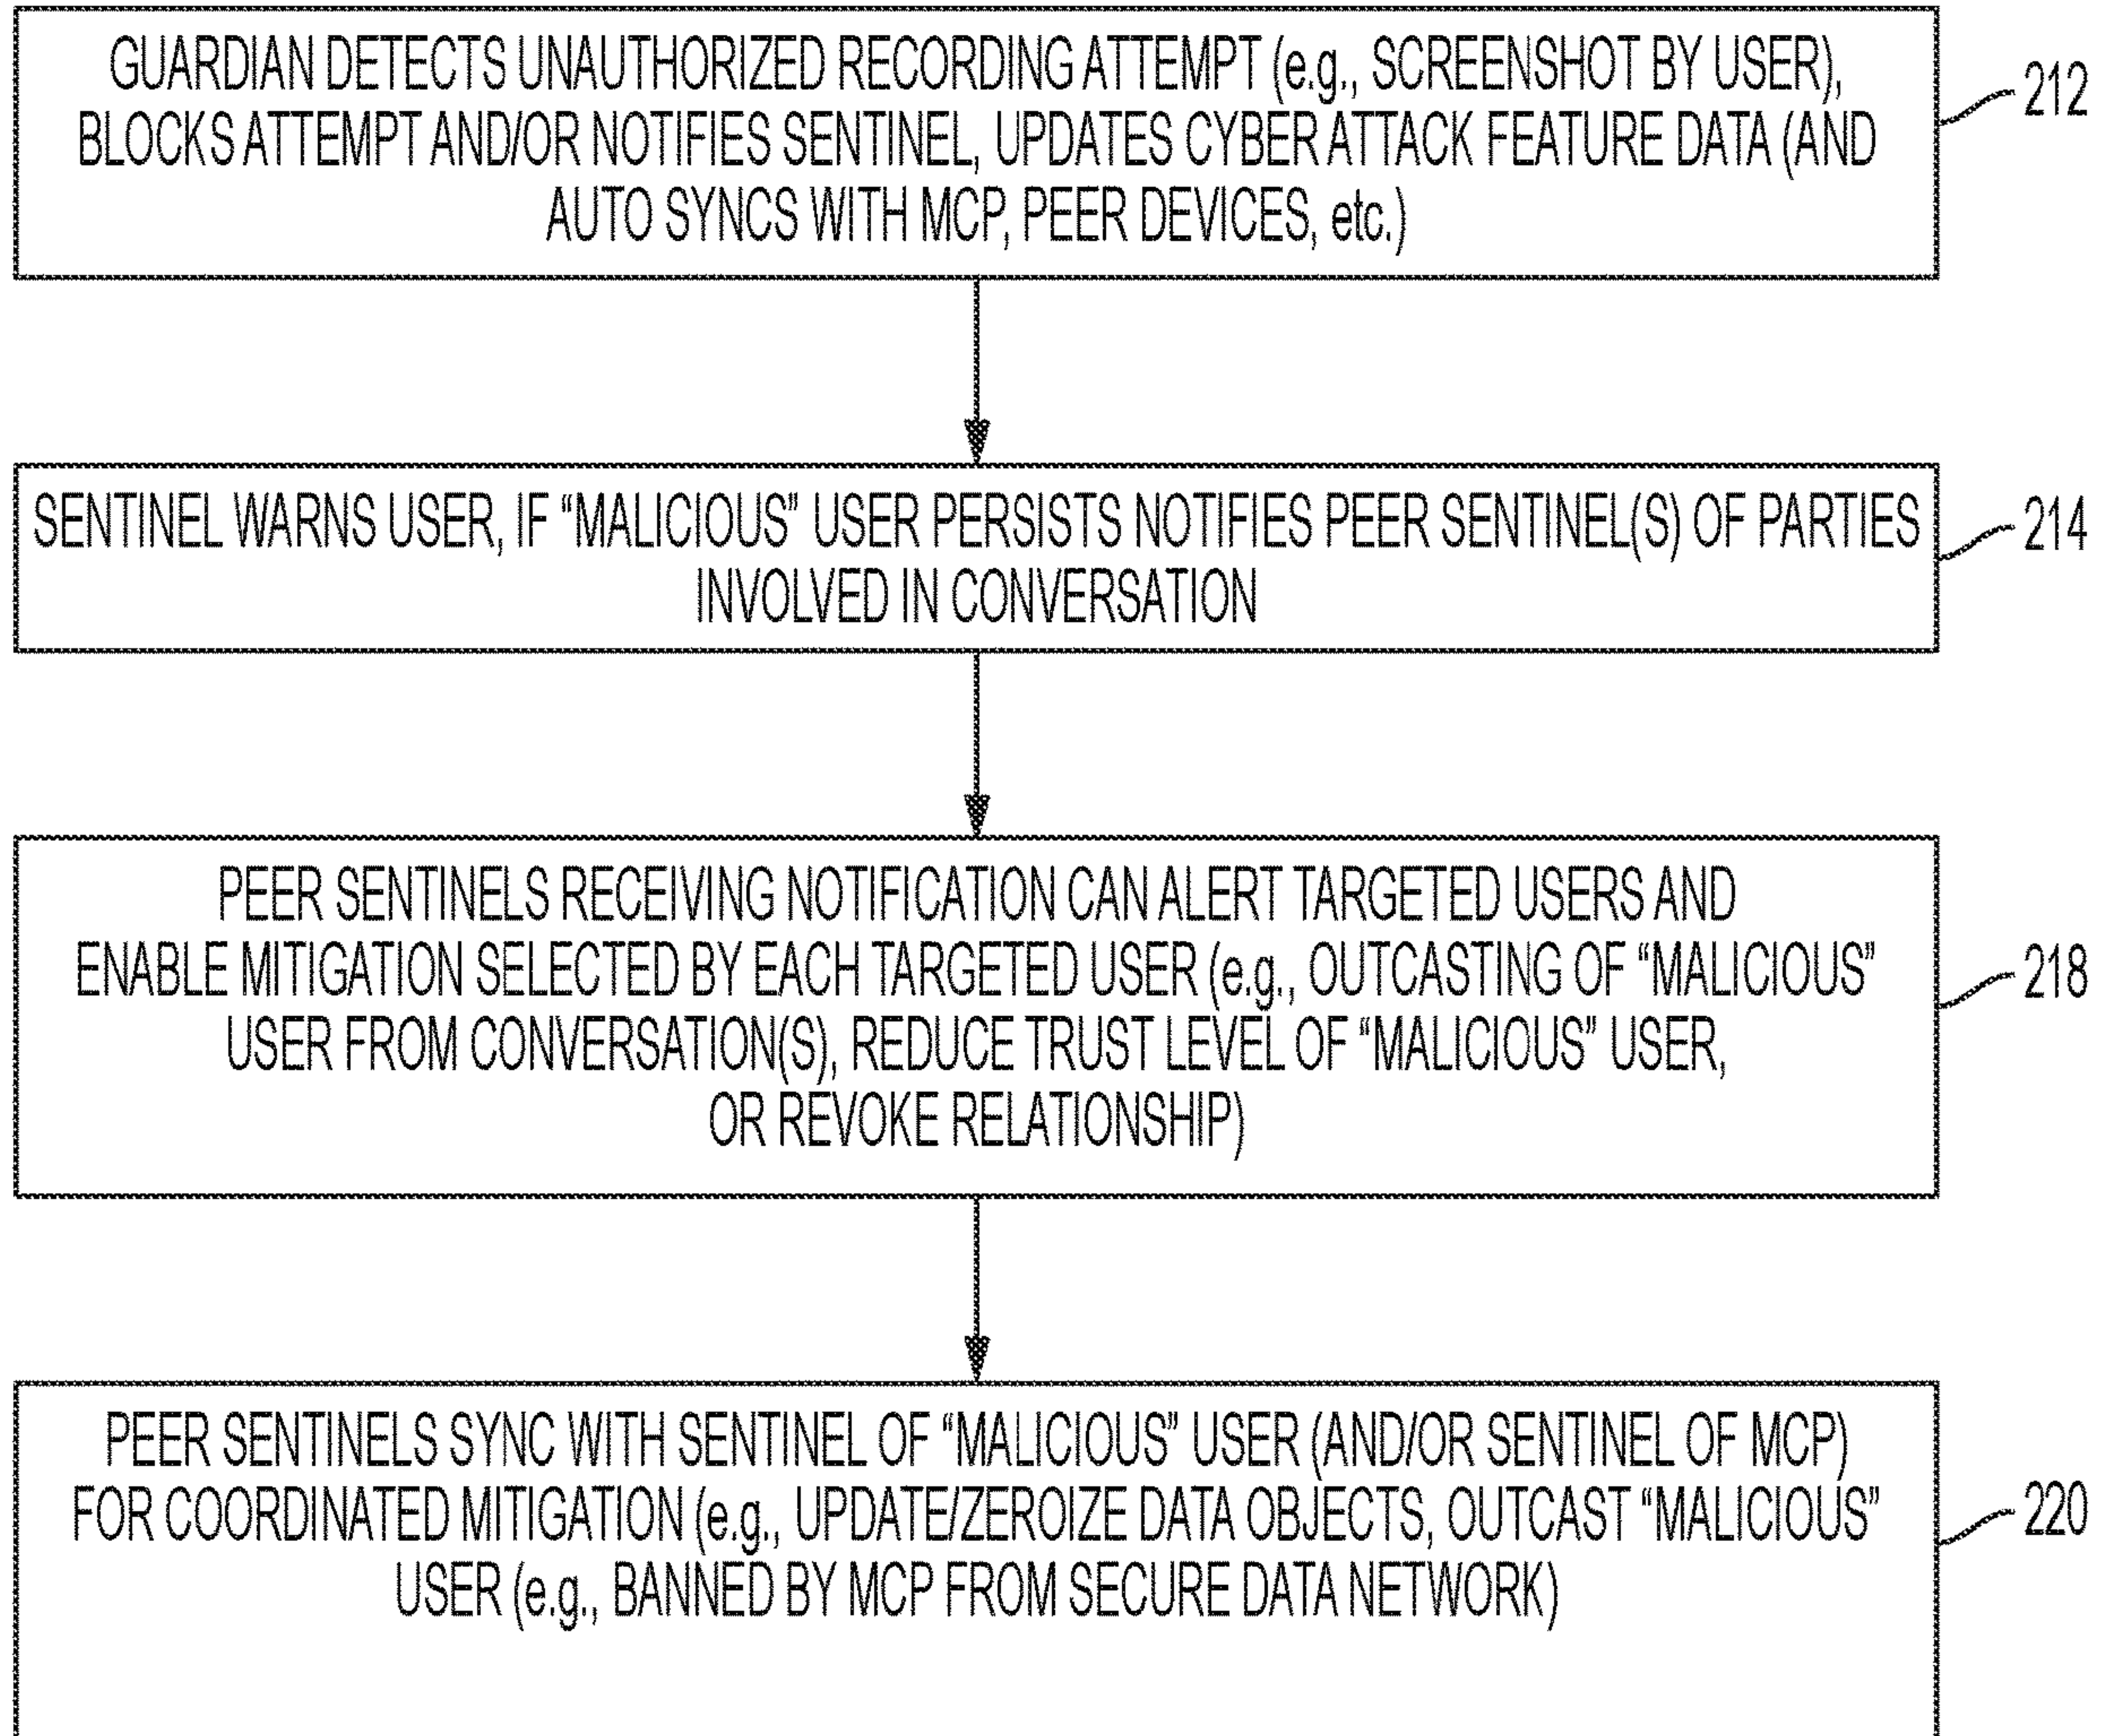 GUARDIAN DETECTS UNAUTHORIZED RECORDING ATTEMPT (e.g., SCREENSHOT BY USER),
BLOCKS ATTEMPT AND/OR NOTIFIES SENTINEL, UPDATES CYBER ATTACK FEATURE DATA (AND
AUTO SYNCS WITH MCP, PEER DEVICES, etc.)
212
SENTINEL WARNS USER, IF “MALICIOUS” USER PERSISTS NOTIFIES PEER SENTINEL(S) OF PARTIES
INVOLVED IN CONVERSATION
214
PEER SENTINELS RECEIVING NOTIFICATION CAN ALERT TARGETED USERS AND
ENABLE MITIGATION SELECTED BY EACH TARGETED USER (e.g., OUTCASTING OF “MALICIOUS”
USER FROM CONVERSATION(S), REDUCE TRUST LEVEL OF “MALICIOUS” USER,
OR REVOKE RELATIONSHIP)
218
PEER SENTINELS SYNC WITH SENTINEL OF “MALICIOUS” USER (AND/OR SENTINEL OF MCP)
FOR COORDINATED MITIGATION (e.g., UPDATE/ZEROIZE DATA OBJECTS, OUTCAST “MALICIOUS”
USER (e.g., BANNED BY MCP FROM SECURE DATA NETWORK)
220